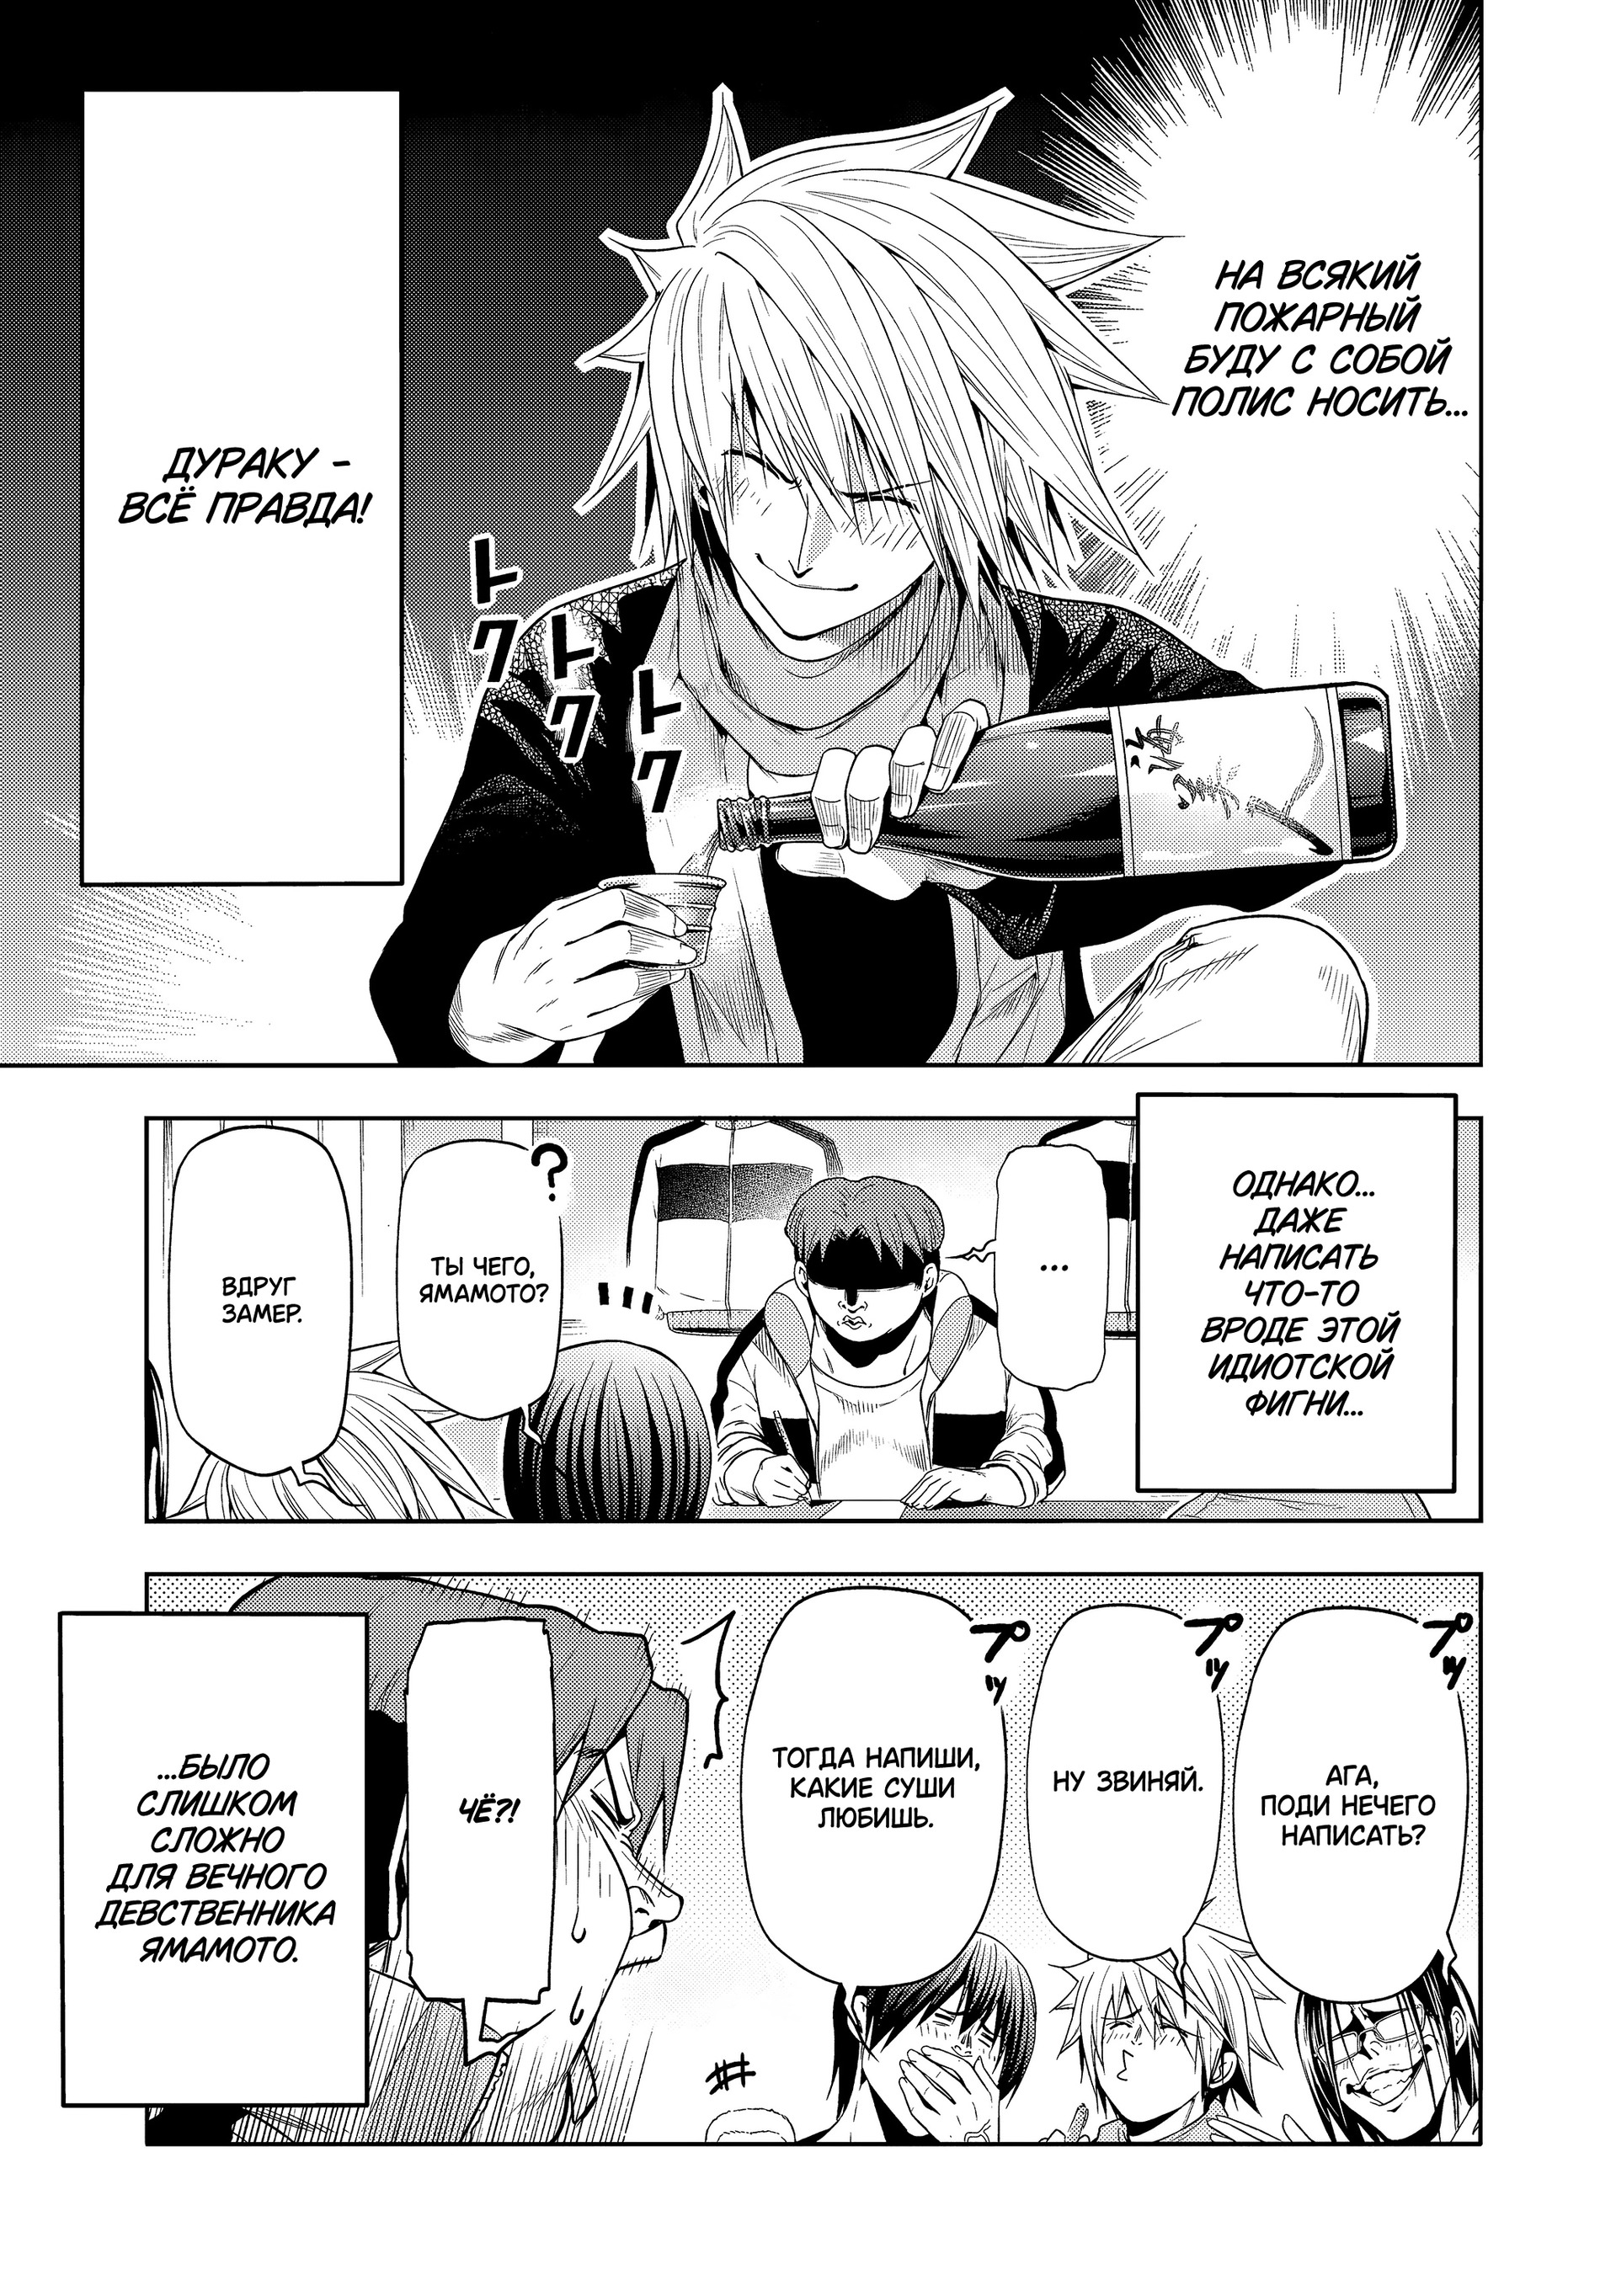 НА ВСЯКИЙ
ПОЖАРНЫЙ
БУДУ С СОБОЙ
ПОЛИС НОСИТЬ...
ДУРАКУ –
ВСЁ ПРАВДА!
トク
トク
トク
ОДНАКО...
ДАЖЕ
НАПИСАТЬ
ЧТО-ТО
ВРОДЕ ЭТОЙ
ИДИОТСКОЙ
ФИГНИ...
...
?
ТЫ ЧЕГО,
ЯМАМОТО?
ВДРУГ
ЗАМЕР.
プッ
АГА,
ПОДИ НЕЧЕГО
НАПИСАТЬ?
プッ
НУ ЗВИНЯЙ.
プッ
ТОГДА НАПИШИ,
КАКИЕ СУШИ
ЛЮБИШЬ.
ЧЁ?!
...БЫЛО
СЛИШКОМ
СЛОЖНО
ДЛЯ ВЕЧНОГО
ДЕВСТВЕННИКА
ЯМАМОТО.